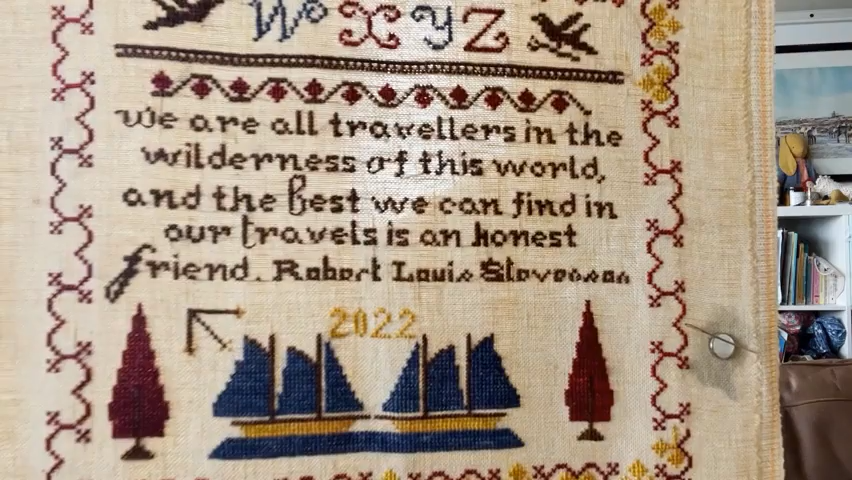 W X Y Z
We are all travellers in the
wilderness of this world,
and the best we can find in
our travels is an honest
friend. Robert Louis Stevenson
2022